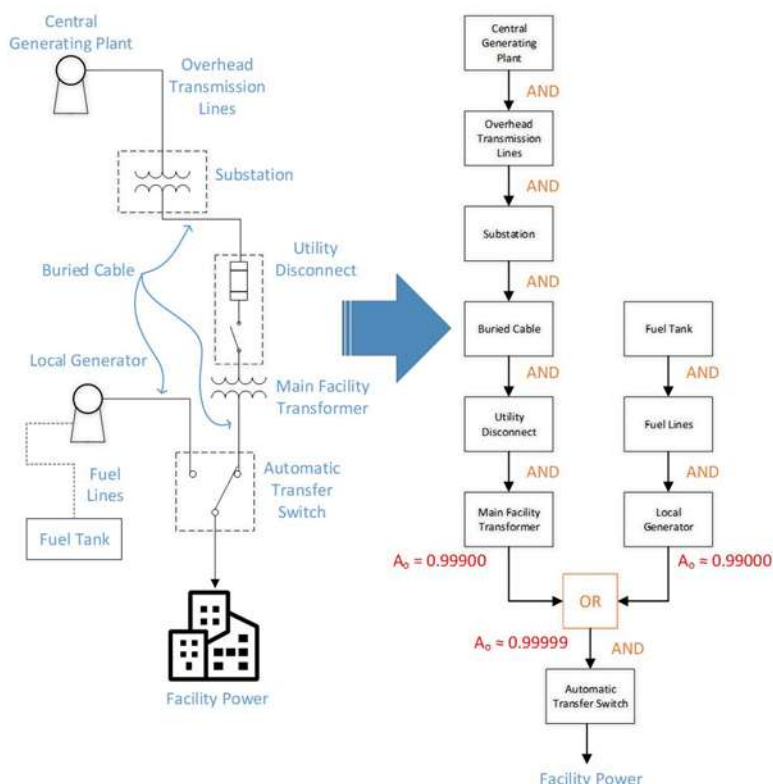 Central
Generating Plant
Overhead
Transmission
Lines
Substation
Buried Cable
Utility
Disconnect
Local Generator
Main Facility
Transformer
Fuel
Lines
Automatic
Transfer
Switch
Fuel Tank
Facility Power
Central
Generating
Plant
AND
Overhead
Transmission
Lines
AND
Substation
AND
Buried Cable
AND
Utility
Disconnect
AND
Main Facility
Transformer
Aₒ = 0.99900
Fuel Tank
AND
Fuel Lines
AND
Local
Generator
Aₒ ≈ 0.99000
OR
Aₒ ≈ 0.99999
AND
Automatic
Transfer Switch
Facility Power